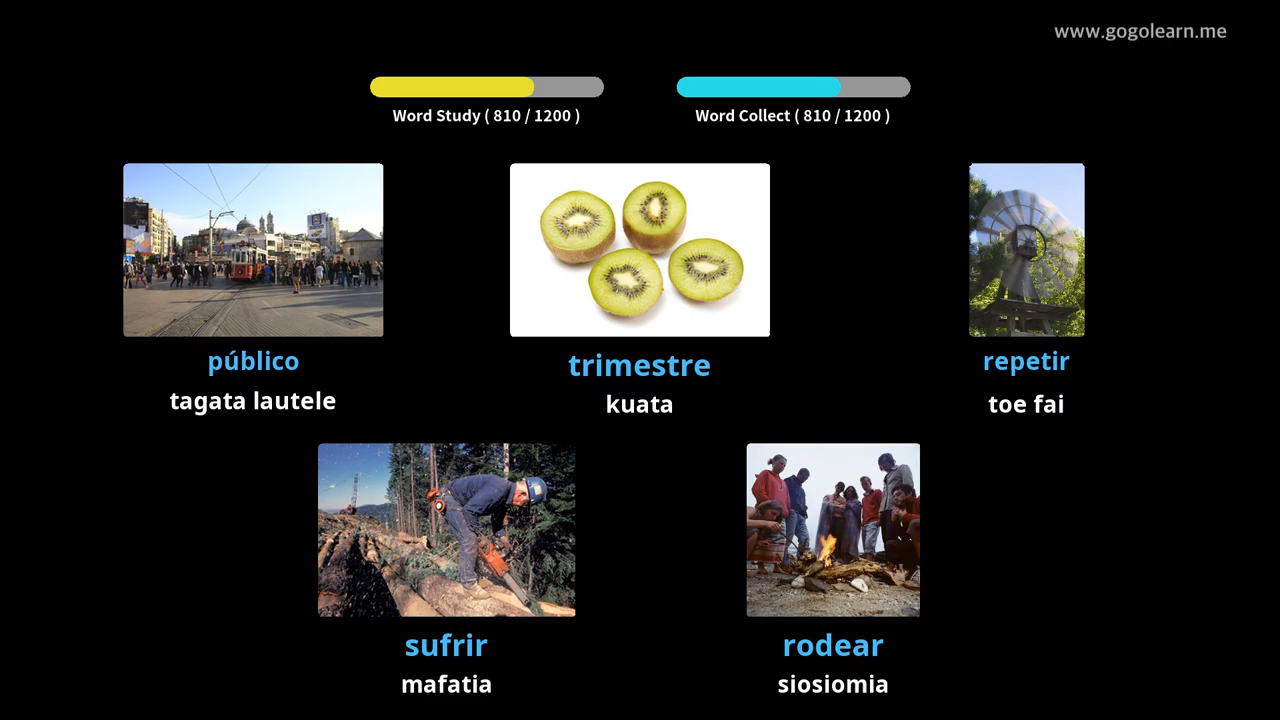 www.gogolearn.me
Word Study ( 810 / 1200 )
Word Collect ( 810 / 1200 )
público
tagata lautele
trimestre
kuata
repetir
toe fai
sufrir
mafatia
rodear
siosiomia